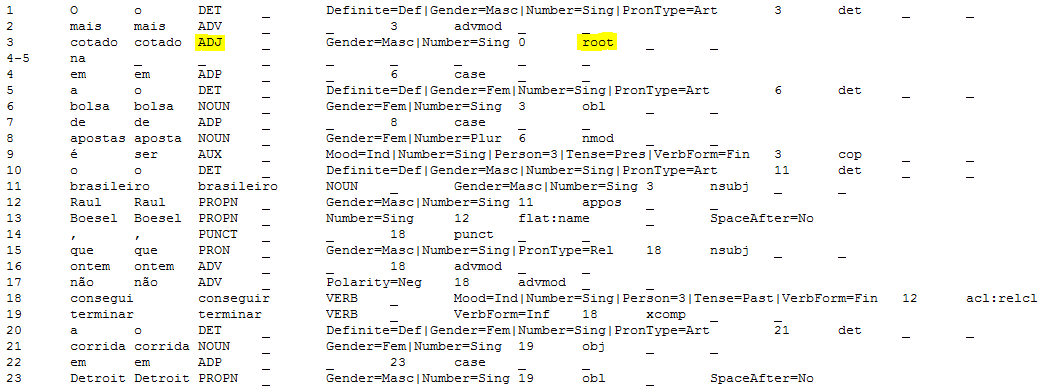 1 O o DET _ Definite=Def|Gender=Masc|Number=Sing|PronType=Art 3 det _ _
2 mais mais ADV _ _ 3 advmod _ _
3 cotado cotado ADJ _ Gender=Masc|Number=Sing 0 root _ _
4-5 na _ _ _ _ _ _ _ _
4 em em ADP _ _ 6 case _ _
5 a o DET _ Definite=Def|Gender=Fem|Number=Sing|PronType=Art 6 det _ _
6 bolsa bolsa NOUN _ Gender=Fem|Number=Sing 3 obl _ _
7 de de ADP _ _ 8 case _ _
8 apostas aposta NOUN _ Gender=Fem|Number=Plur 6 nmod _ _
9 é ser AUX _ Mood=Ind|Number=Sing|Person=3|Tense=Pres|VerbForm=Fin 3 cop _ _
10 o o DET _ Definite=Def|Gender=Masc|Number=Sing|PronType=Art 11 det _ _
11 brasileiro brasileiro NOUN _ Gender=Masc|Number=Sing 3 nsubj _ _
12 Raul Raul PROPN _ Gender=Masc|Number=Sing 11 appos _ _
13 Boesel Boesel PROPN _ Number=Sing 12 flat:name _ SpaceAfter=No
14 , , PUNCT _ _ 18 punct _ _
15 que que PRON _ Gender=Masc|Number=Sing|PronType=Rel 18 nsubj _ _
16 ontem ontem ADV _ _ 18 advmod _ _
17 não não ADV _ Polarity=Neg 18 advmod _ _
18 consegui conseguir VERB _ Mood=Ind|Number=Sing|Person=3|Tense=Past|VerbForm=Fin 12 acl:relcl
19 terminar terminar VERB _ VerbForm=Inf 18 xcomp _ _
20 a o DET _ Definite=Def|Gender=Fem|Number=Sing|PronType=Art 21 det _ _
21 corrida corrida NOUN _ Gender=Fem|Number=Sing 19 obj _ _
22 em em ADP _ _ 23 case _ _
23 Detroit Detroit PROPN _ Gender=Masc|Number=Sing 19 obl _ SpaceAfter=No